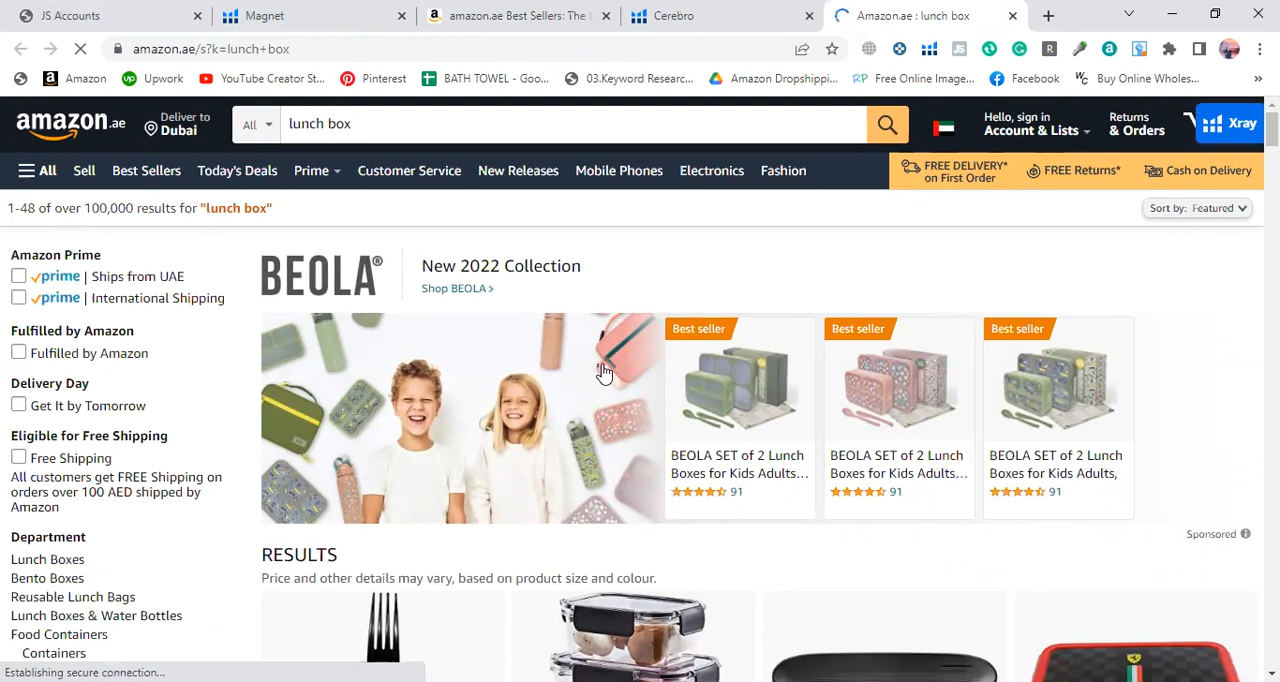 JS Accounts
Magnet
amazon.ae Best Sellers: The b
Cerebro
Amazon.ae : lunch box
amazon.ae/s?k=lunch+box
Amazon
Upwork
YouTube Creator St...
Pinterest
BATH TOWEL - Goo...
03.Keyword Researc...
Amazon Dropshippi...
Free Online Image...
Facebook
Buy Online Wholes...
amazon.ae
Deliver to
Dubai
All
lunch box
Hello, sign in
Account & Lists
Returns
& Orders
Xray
All
Sell
Best Sellers
Today's Deals
Prime
Customer Service
New Releases
Mobile Phones
Electronics
Fashion
FREE DELIVERY*
on First Order
FREE Returns*
Cash on Delivery
1-48 of over 100,000 results for "lunch box"
Sort by: Featured
Amazon Prime
prime | Ships from UAE
prime | International Shipping
Fulfilled by Amazon
Fulfilled by Amazon
Delivery Day
Get It by Tomorrow
Eligible for Free Shipping
Free Shipping
All customers get FREE Shipping on
orders over 100 AED shipped by
Amazon
Department
Lunch Boxes
Bento Boxes
Reusable Lunch Bags
Lunch Boxes & Water Bottles
Food Containers
Containers
BEOLA®
New 2022 Collection
Shop BEOLA ›
Best seller
BEOLA SET of 2 Lunch
Boxes for Kids Adults...
91
Best seller
BEOLA SET of 2 Lunch
Boxes for Kids Adults...
91
Best seller
BEOLA SET of 2 Lunch
Boxes for Kids Adults,
91
Sponsored
RESULTS
Price and other details may vary, based on product size and colour.
Establishing secure connection...